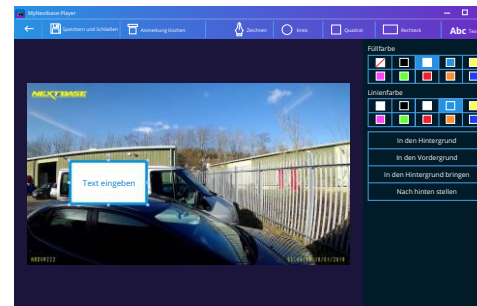 MyNextbase-Player
Speichern und Schließen
Anmerkung löschen
Zeichnen
Kreis
Quadrat
Rechteck
Abc
Füllfarbe
NEXTBASE
Linienfarbe
In den Hintergrund
In den Vordergrund
In den Hintergrund bringen
Nach hinten stellen
Text eingeben
NBDVR222